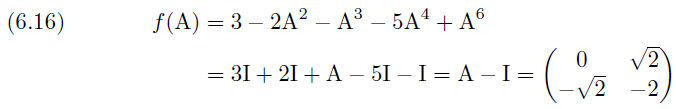 (6.16) f(A) = 3 – 2A² – A³ – 5A⁴ + A⁶
= 3I + 2I + A – 5I – I = A – I = ( 0 √2 ; –√2 –2 )